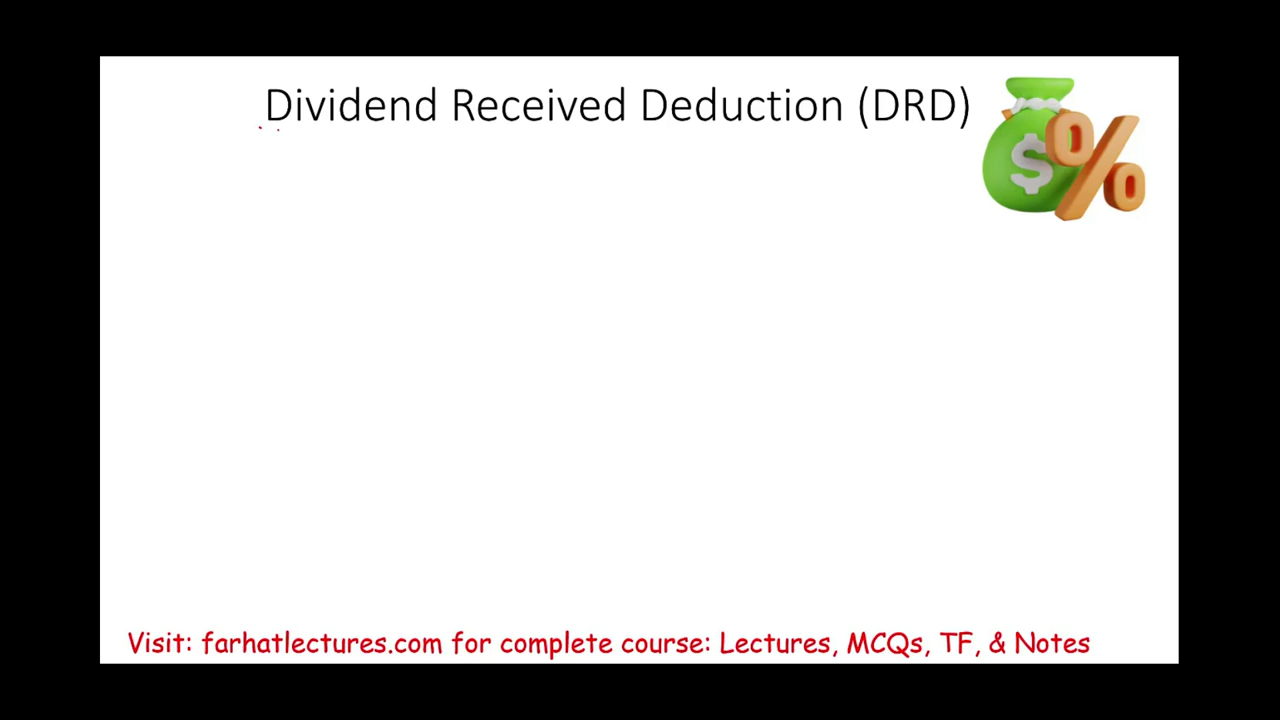 Dividend Received Deduction (DRD)
$%
Visit: farhatlectures.com for complete course: Lectures, MCQs, TF, & Notes